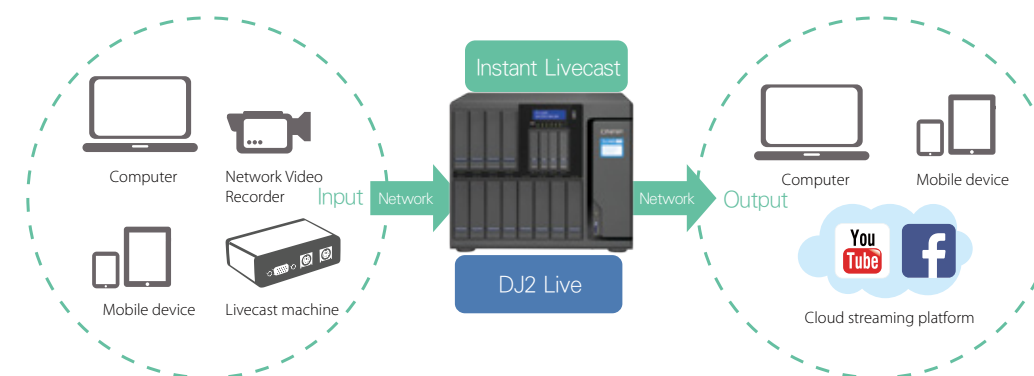 Instant Livecast
QNAP
Computer
Network Video
Recorder
Input
Network
Mobile device
Livecast machine
DJ2 Live
Network
Output
Computer
Mobile device
You
Tube
f
Cloud streaming platform